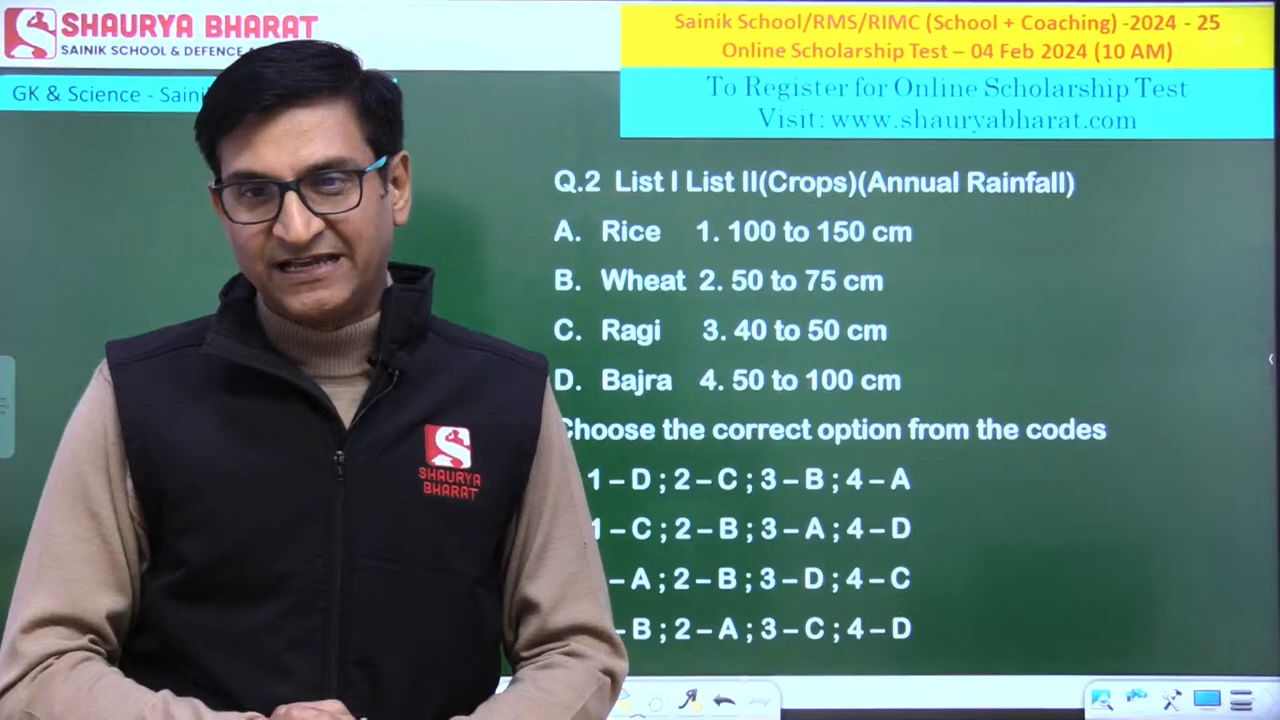 SHAURYA BHARAT
SAINIK SCHOOL & DEFENCE
Sainik School/RMS/RIMC (School + Coaching) -2024 - 25
Online Scholarship Test – 04 Feb 2024 (10 AM)
GK & Science -
To Register for Online Scholarship Test
Visit: www.shauryabharat.com
Q.2 List I List II(Crops)(Annual Rainfall)
A. Rice 1. 100 to 150 cm
B. Wheat 2. 50 to 75 cm
C. Ragi 3. 40 to 50 cm
D. Bajra 4. 50 to 100 cm
Choose the correct option from the codes
1 – D ; 2 – C ; 3 – B ; 4 – A
1 – C ; 2 – B ; 3 – A ; 4 – D
– A ; 2 – B ; 3 – D ; 4 – C
– B ; 2 – A ; 3 – C ; 4 – D
SHAURYA
BHARAT